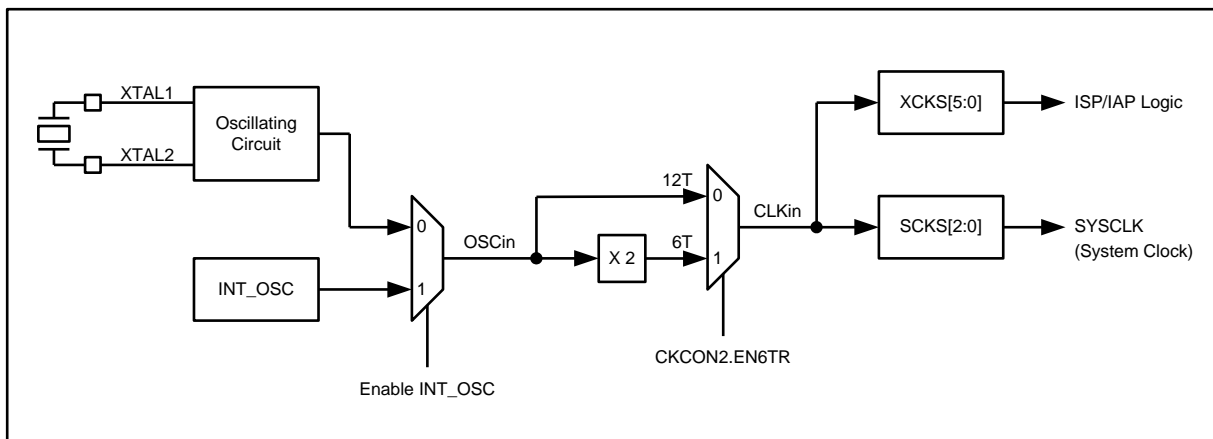 XTAL1
XTAL2
Oscillating
Circuit
INT_OSC
0
1
Enable INT_OSC
OSCin
12T
6T
X 2
0
1
CKCON2.EN6TR
CLKin
XCKS[5:0]
ISP/IAP Logic
SCKS[2:0]
SYSCLK
(System Clock)